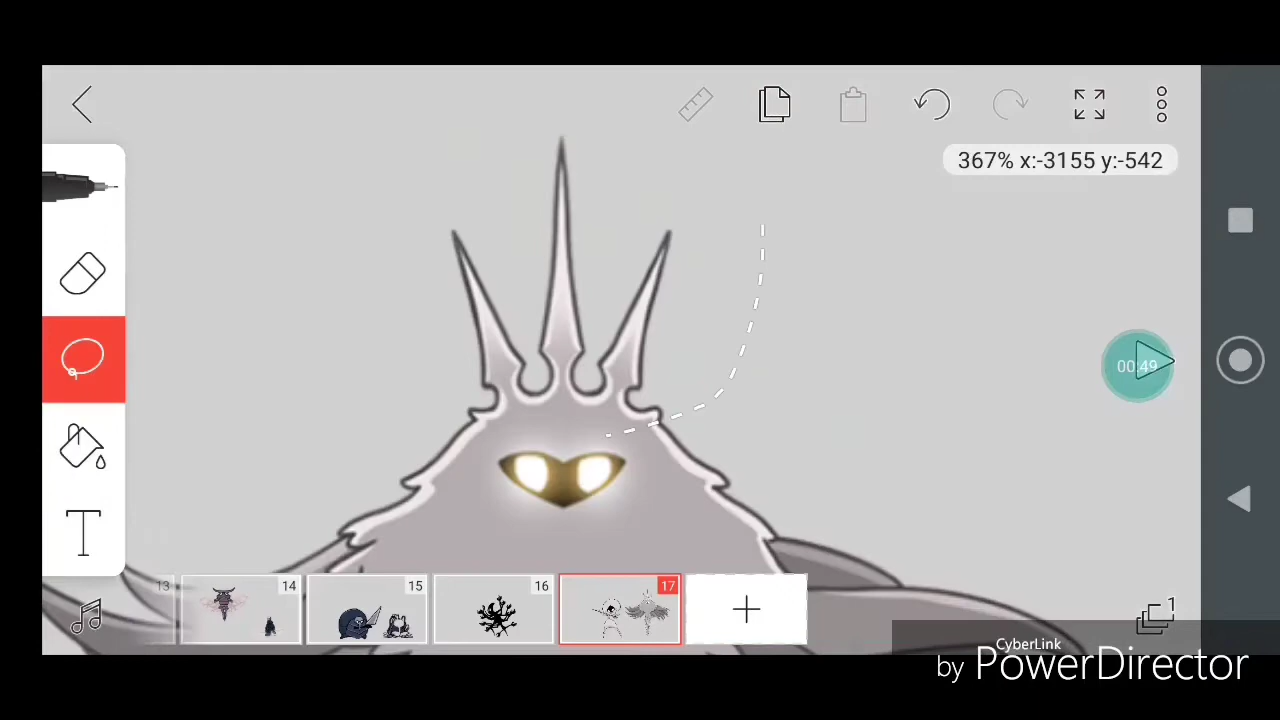 367% x:-3155 y:-542
00:49
13
14
15
16
17
1
T
CyberLink
by PowerDirector